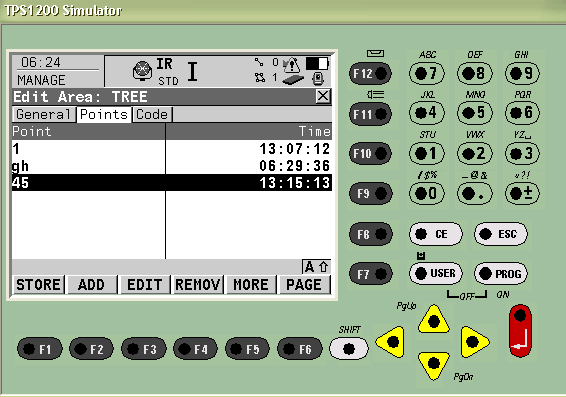 TPS1200 Simulator
06:24
MANAGE
IR
STD
I
0
1
Edit Area: TREE
General Points Code
Point Time
1 13:07:12
gh 06:29:36
45 13:15:13
A
STORE ADD EDIT REMOV MORE PAGE
F12
ABC DEF GHI
7 8 9
F11
JKL MNO PQR
4 5 6
F10
STU VWX YZ
1 2 3
F9
/$% _@& *?!
0 . ±
F8 CE ESC
F7 USER PROG
OFF ON
PgUp
SHIFT
F1 F2 F3 F4 F5 F6
PgDn